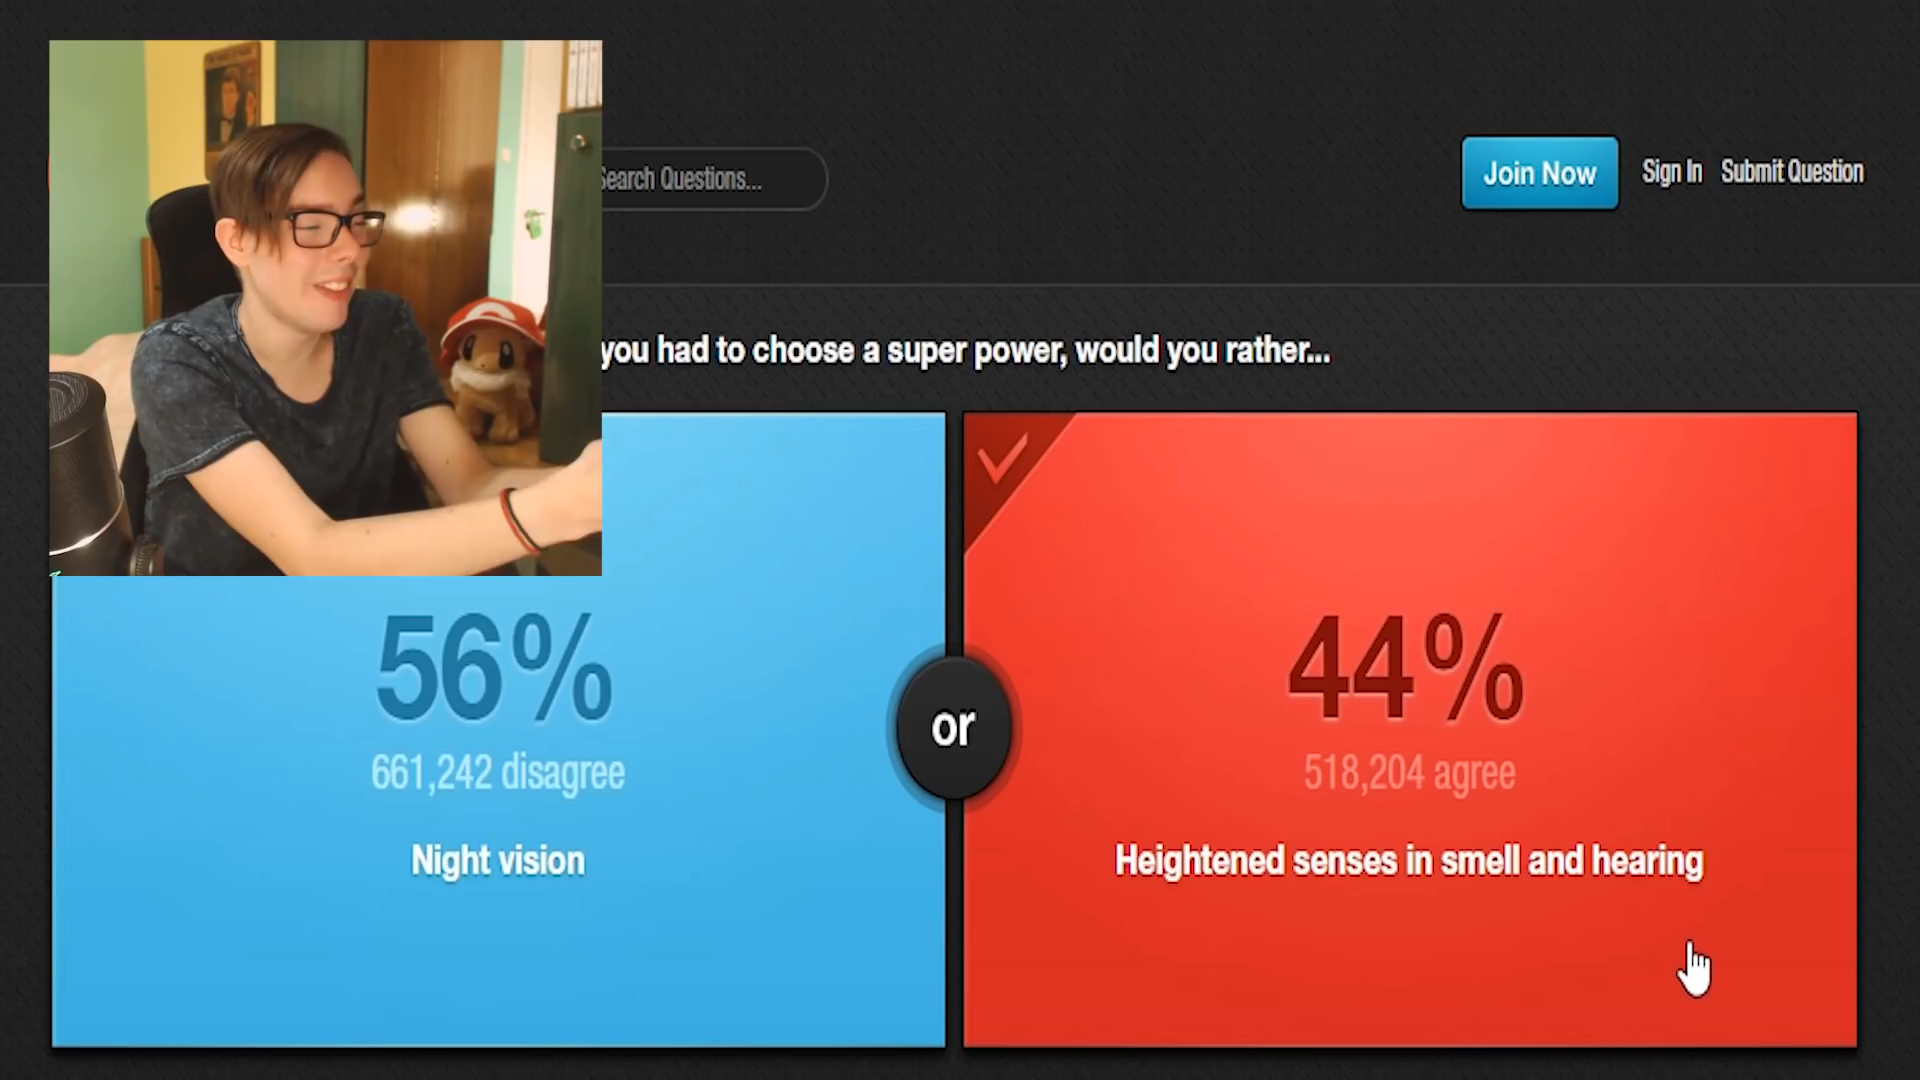 Search Questions...
Join Now
Sign In
Submit Question
you had to choose a super power, would you rather...
56%
661,242 disagree
Night vision
or
44%
518,204 agree
Heightened senses in smell and hearing